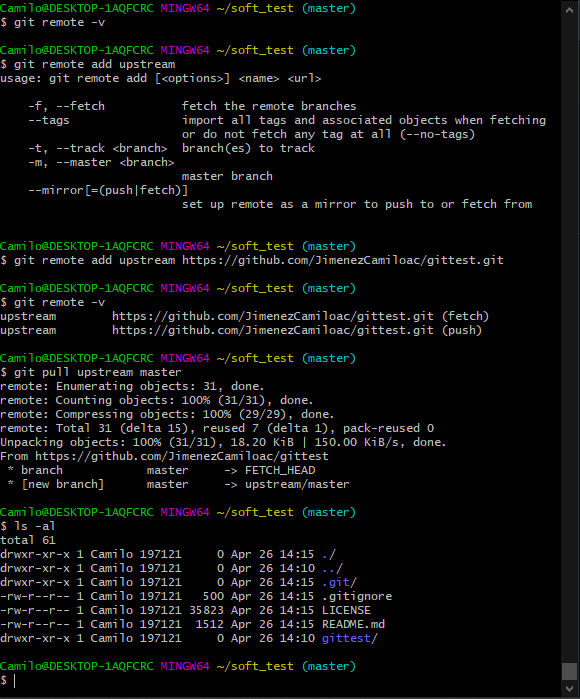 Camilo@DESKTOP-1AQFCRC MINGW64 ~/soft_test (master)
$ git remote -v

Camilo@DESKTOP-1AQFCRC MINGW64 ~/soft_test (master)
$ git remote add upstream
usage: git remote add [<options>] <name> <url>

    -f, --fetch           fetch the remote branches
    --tags                import all tags and associated objects when fetching
                          or do not fetch any tag at all (--no-tags)
    -t, --track <branch>  branch(es) to track
    -m, --master <branch>
                          master branch
    --mirror[=(push|fetch)]
                          set up remote as a mirror to push to or fetch from

Camilo@DESKTOP-1AQFCRC MINGW64 ~/soft_test (master)
$ git remote add upstream https://github.com/JimenezCamiloac/gittest.git

Camilo@DESKTOP-1AQFCRC MINGW64 ~/soft_test (master)
$ git remote -v
upstream        https://github.com/JimenezCamiloac/gittest.git (fetch)
upstream        https://github.com/JimenezCamiloac/gittest.git (push)

Camilo@DESKTOP-1AQFCRC MINGW64 ~/soft_test (master)
$ git pull upstream master
remote: Enumerating objects: 31, done.
remote: Counting objects: 100% (31/31), done.
remote: Compressing objects: 100% (29/29), done.
remote: Total 31 (delta 15), reused 7 (delta 1), pack-reused 0
Unpacking objects: 100% (31/31), 18.20 KiB | 150.00 KiB/s, done.
From https://github.com/JimenezCamiloac/gittest
 * branch            master     -> FETCH_HEAD
 * [new branch]      master     -> upstream/master

Camilo@DESKTOP-1AQFCRC MINGW64 ~/soft_test (master)
$ ls -al
total 61
drwxr-xr-x 1 Camilo 197121     0 Apr 26 14:15 ./
drwxr-xr-x 1 Camilo 197121     0 Apr 26 14:10 ../
drwxr-xr-x 1 Camilo 197121     0 Apr 26 14:15 .git/
-rw-r--r-- 1 Camilo 197121   500 Apr 26 14:15 .gitignore
-rw-r--r-- 1 Camilo 197121 35823 Apr 26 14:15 LICENSE
-rw-r--r-- 1 Camilo 197121  1512 Apr 26 14:15 README.md
drwxr-xr-x 1 Camilo 197121     0 Apr 26 14:10 gittest/

Camilo@DESKTOP-1AQFCRC MINGW64 ~/soft_test (master)
$